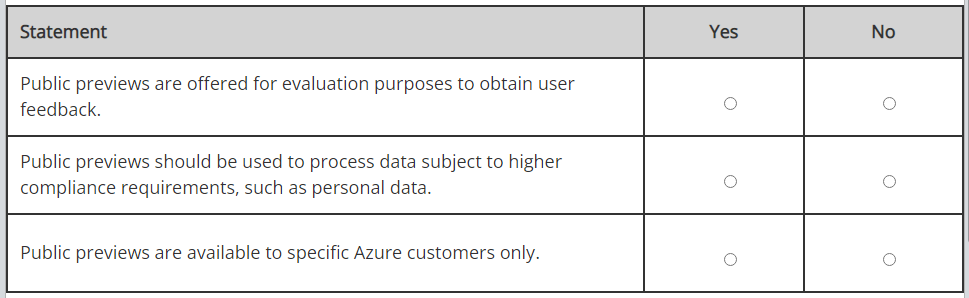 Statement Yes No
Public previews are offered for evaluation purposes to obtain user
feedback.
Public previews should be used to process data subject to higher
compliance requirements, such as personal data.
Public previews are available to specific Azure customers only.